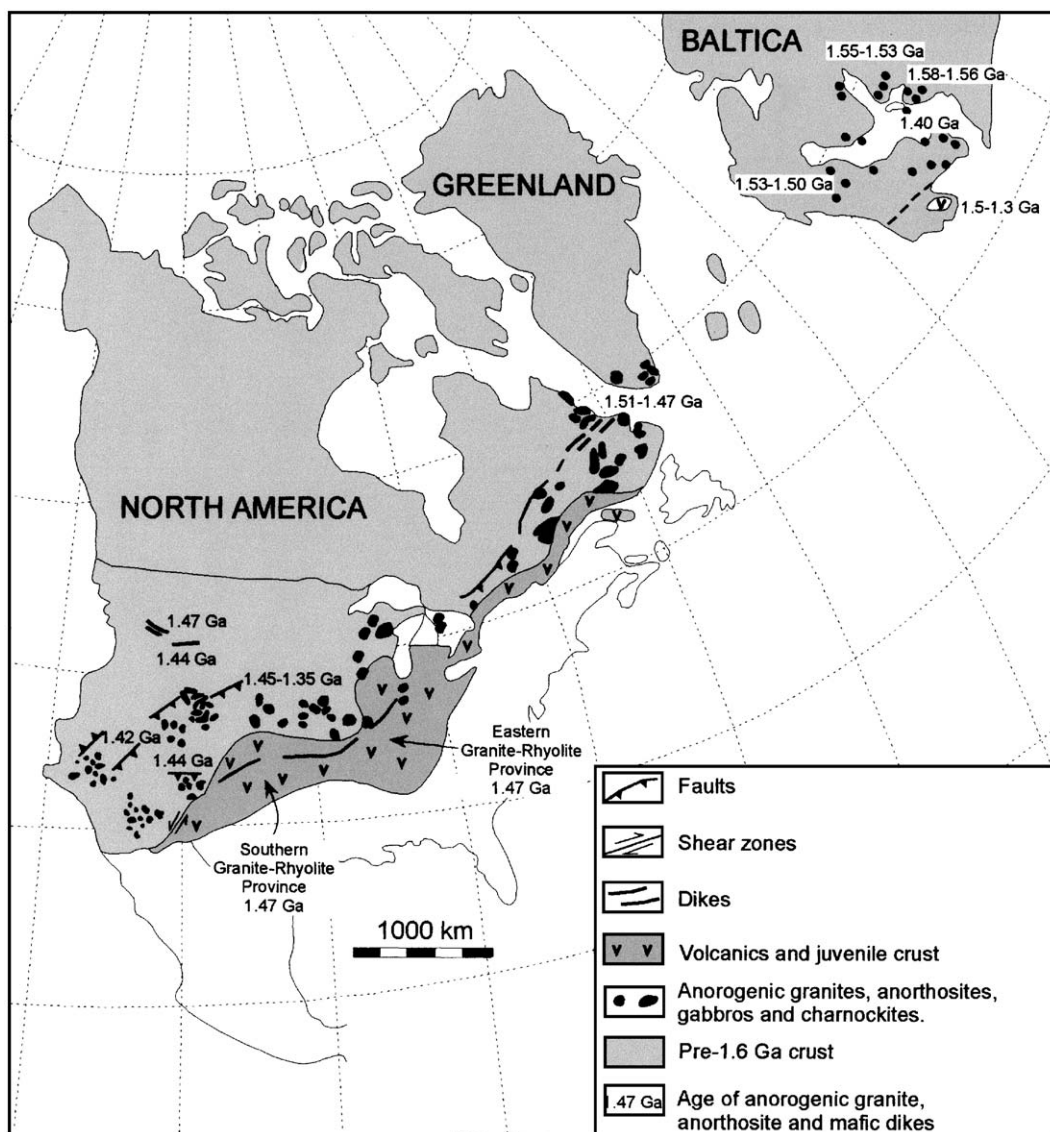 BALTICA
1.55-1.53 Ga
1.58-1.56 Ga
1.40 Ga
1.53-1.50 Ga
1.5-1.3 Ga
v
GREENLAND
1.51-1.47 Ga
NORTH AMERICA
1.47 Ga
1.44 Ga
1.45-1.35 Ga
1.42 Ga
1.44 Ga
Eastern
Granite-Rhyolite
Province
1.47 Ga
Southern
Granite-Rhyolite
Province
1.47 Ga
1000 km
Faults
Shear zones
Dikes
v v
Volcanics and juvenile crust
Anorogenic granites, anorthosites,
gabbros and charnockites.
Pre-1.6 Ga crust
1.47 Ga
Age of anorogenic granite,
anorthosite and mafic dikes